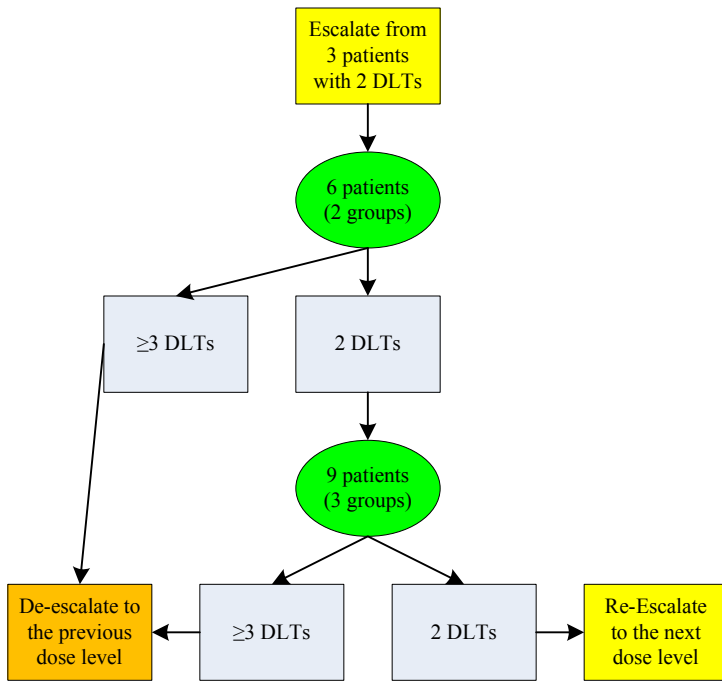 Escalate from
3 patients
with 2 DLTs
6 patients
(2 groups)
≥3 DLTs
2 DLTs
9 patients
(3 groups)
De-escalate to
the previous
dose level
≥3 DLTs
2 DLTs
Re-Escalate
to the next
dose level